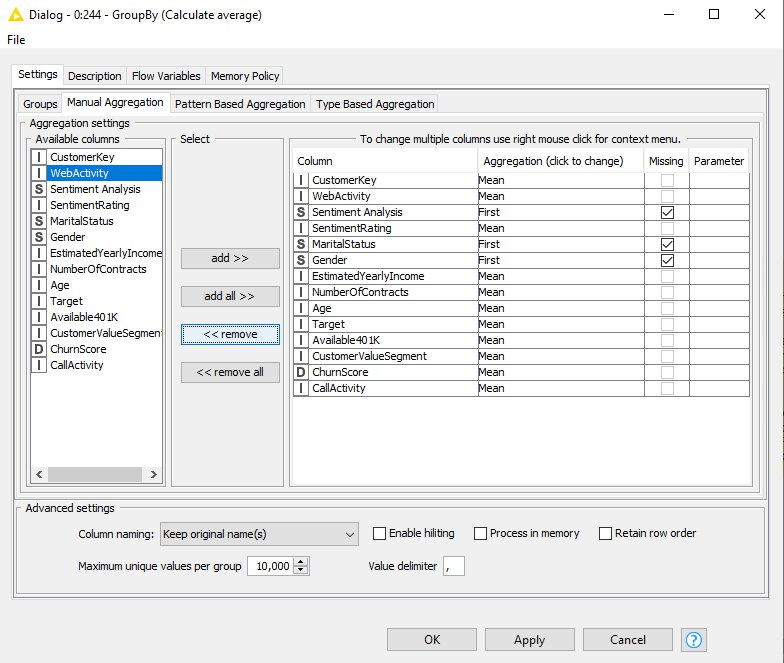 Dialog - 0:244 - GroupBy (Calculate average)
File
Settings Description Flow Variables Memory Policy
Groups Manual Aggregation Pattern Based Aggregation Type Based Aggregation
Aggregation settings
Available columns
I CustomerKey
I WebActivity
S Sentiment Analysis
I SentimentRating
S MaritalStatus
S Gender
I EstimatedYearlyIncome
I NumberOfContracts
I Age
I Target
I Available401K
I CustomerValueSegment
D ChurnScore
I CallActivity
Select
add >>
add all >>
<< remove
<< remove all
To change multiple columns use right mouse click for context menu.
Column Aggregation (click to change) Missing Parameter
I CustomerKey Mean
I WebActivity Mean
S Sentiment Analysis First
I SentimentRating Mean
S MaritalStatus First
S Gender First
I EstimatedYearlyIncome Mean
I NumberOfContracts Mean
I Age Mean
I Target Mean
I Available401K Mean
I CustomerValueSegment Mean
D ChurnScore Mean
I CallActivity Mean
Advanced settings
Column naming: Keep original name(s) Enable hiliting Process in memory Retain row order
Maximum unique values per group 10,000 Value delimiter ,
OK Apply Cancel ?